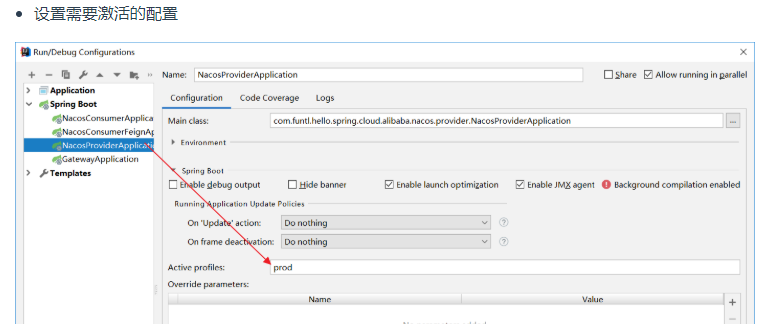 设置需要激活的配置
Run/Debug Configurations
Name: NacosProviderApplication Share Allow running in parallel
Application
Spring Boot
NacosConsumerApplica
NacosConsumerFeignAp
NacosProviderApplicati
GatewayApplication
Templates
Configuration Code Coverage Logs
Main class: com.funtl.hello.spring.cloud.alibaba.nacos.provider.NacosProviderApplication ...
Environment
Spring Boot
Enable debug output Hide banner Enable launch optimization Enable JMX agent Background compilation enabled
Running Application Update Policies
On 'Update' action: Do nothing
On frame deactivation: Do nothing
Active profiles: prod
Override parameters:
Name Value